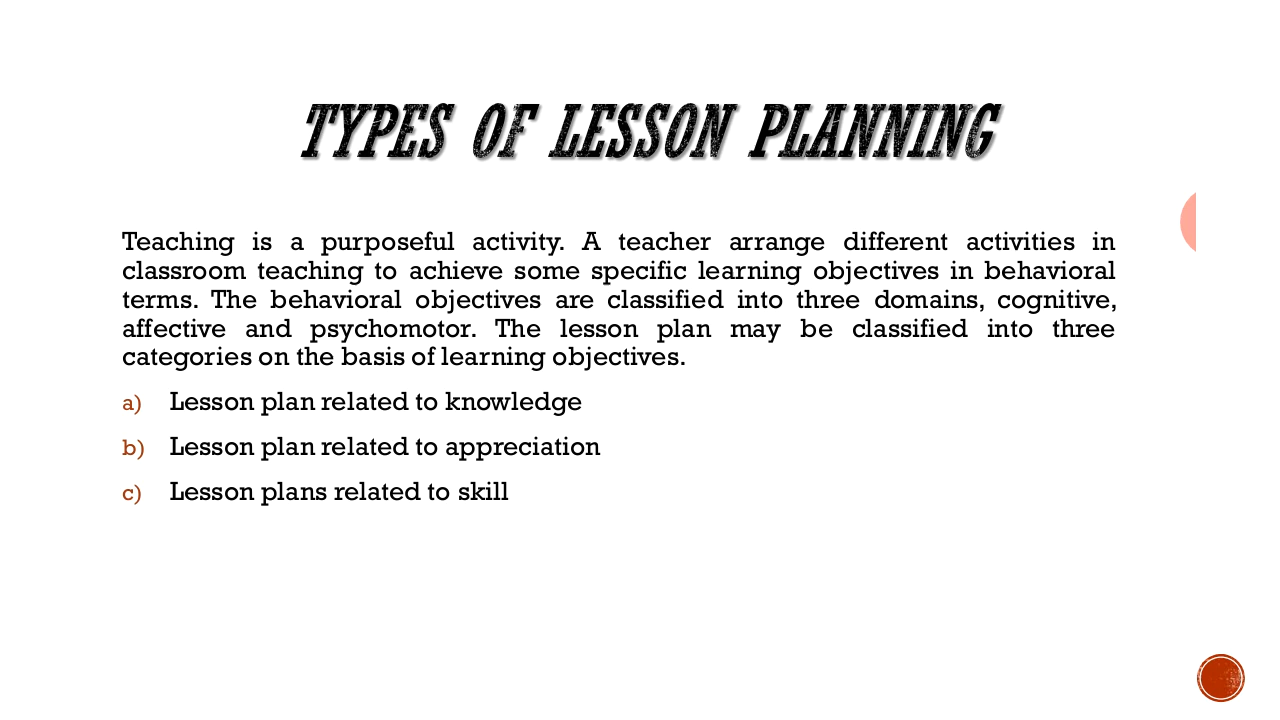 TYPES OF LESSON PLANNING
Teaching is a purposeful activity. A teacher arrange different activities in
classroom teaching to achieve some specific learning objectives in behavioral
terms. The behavioral objectives are classified into three domains, cognitive,
affective and psychomotor. The lesson plan may be classified into three
categories on the basis of learning objectives.
a) Lesson plan related to knowledge
b) Lesson plan related to appreciation
c) Lesson plans related to skill